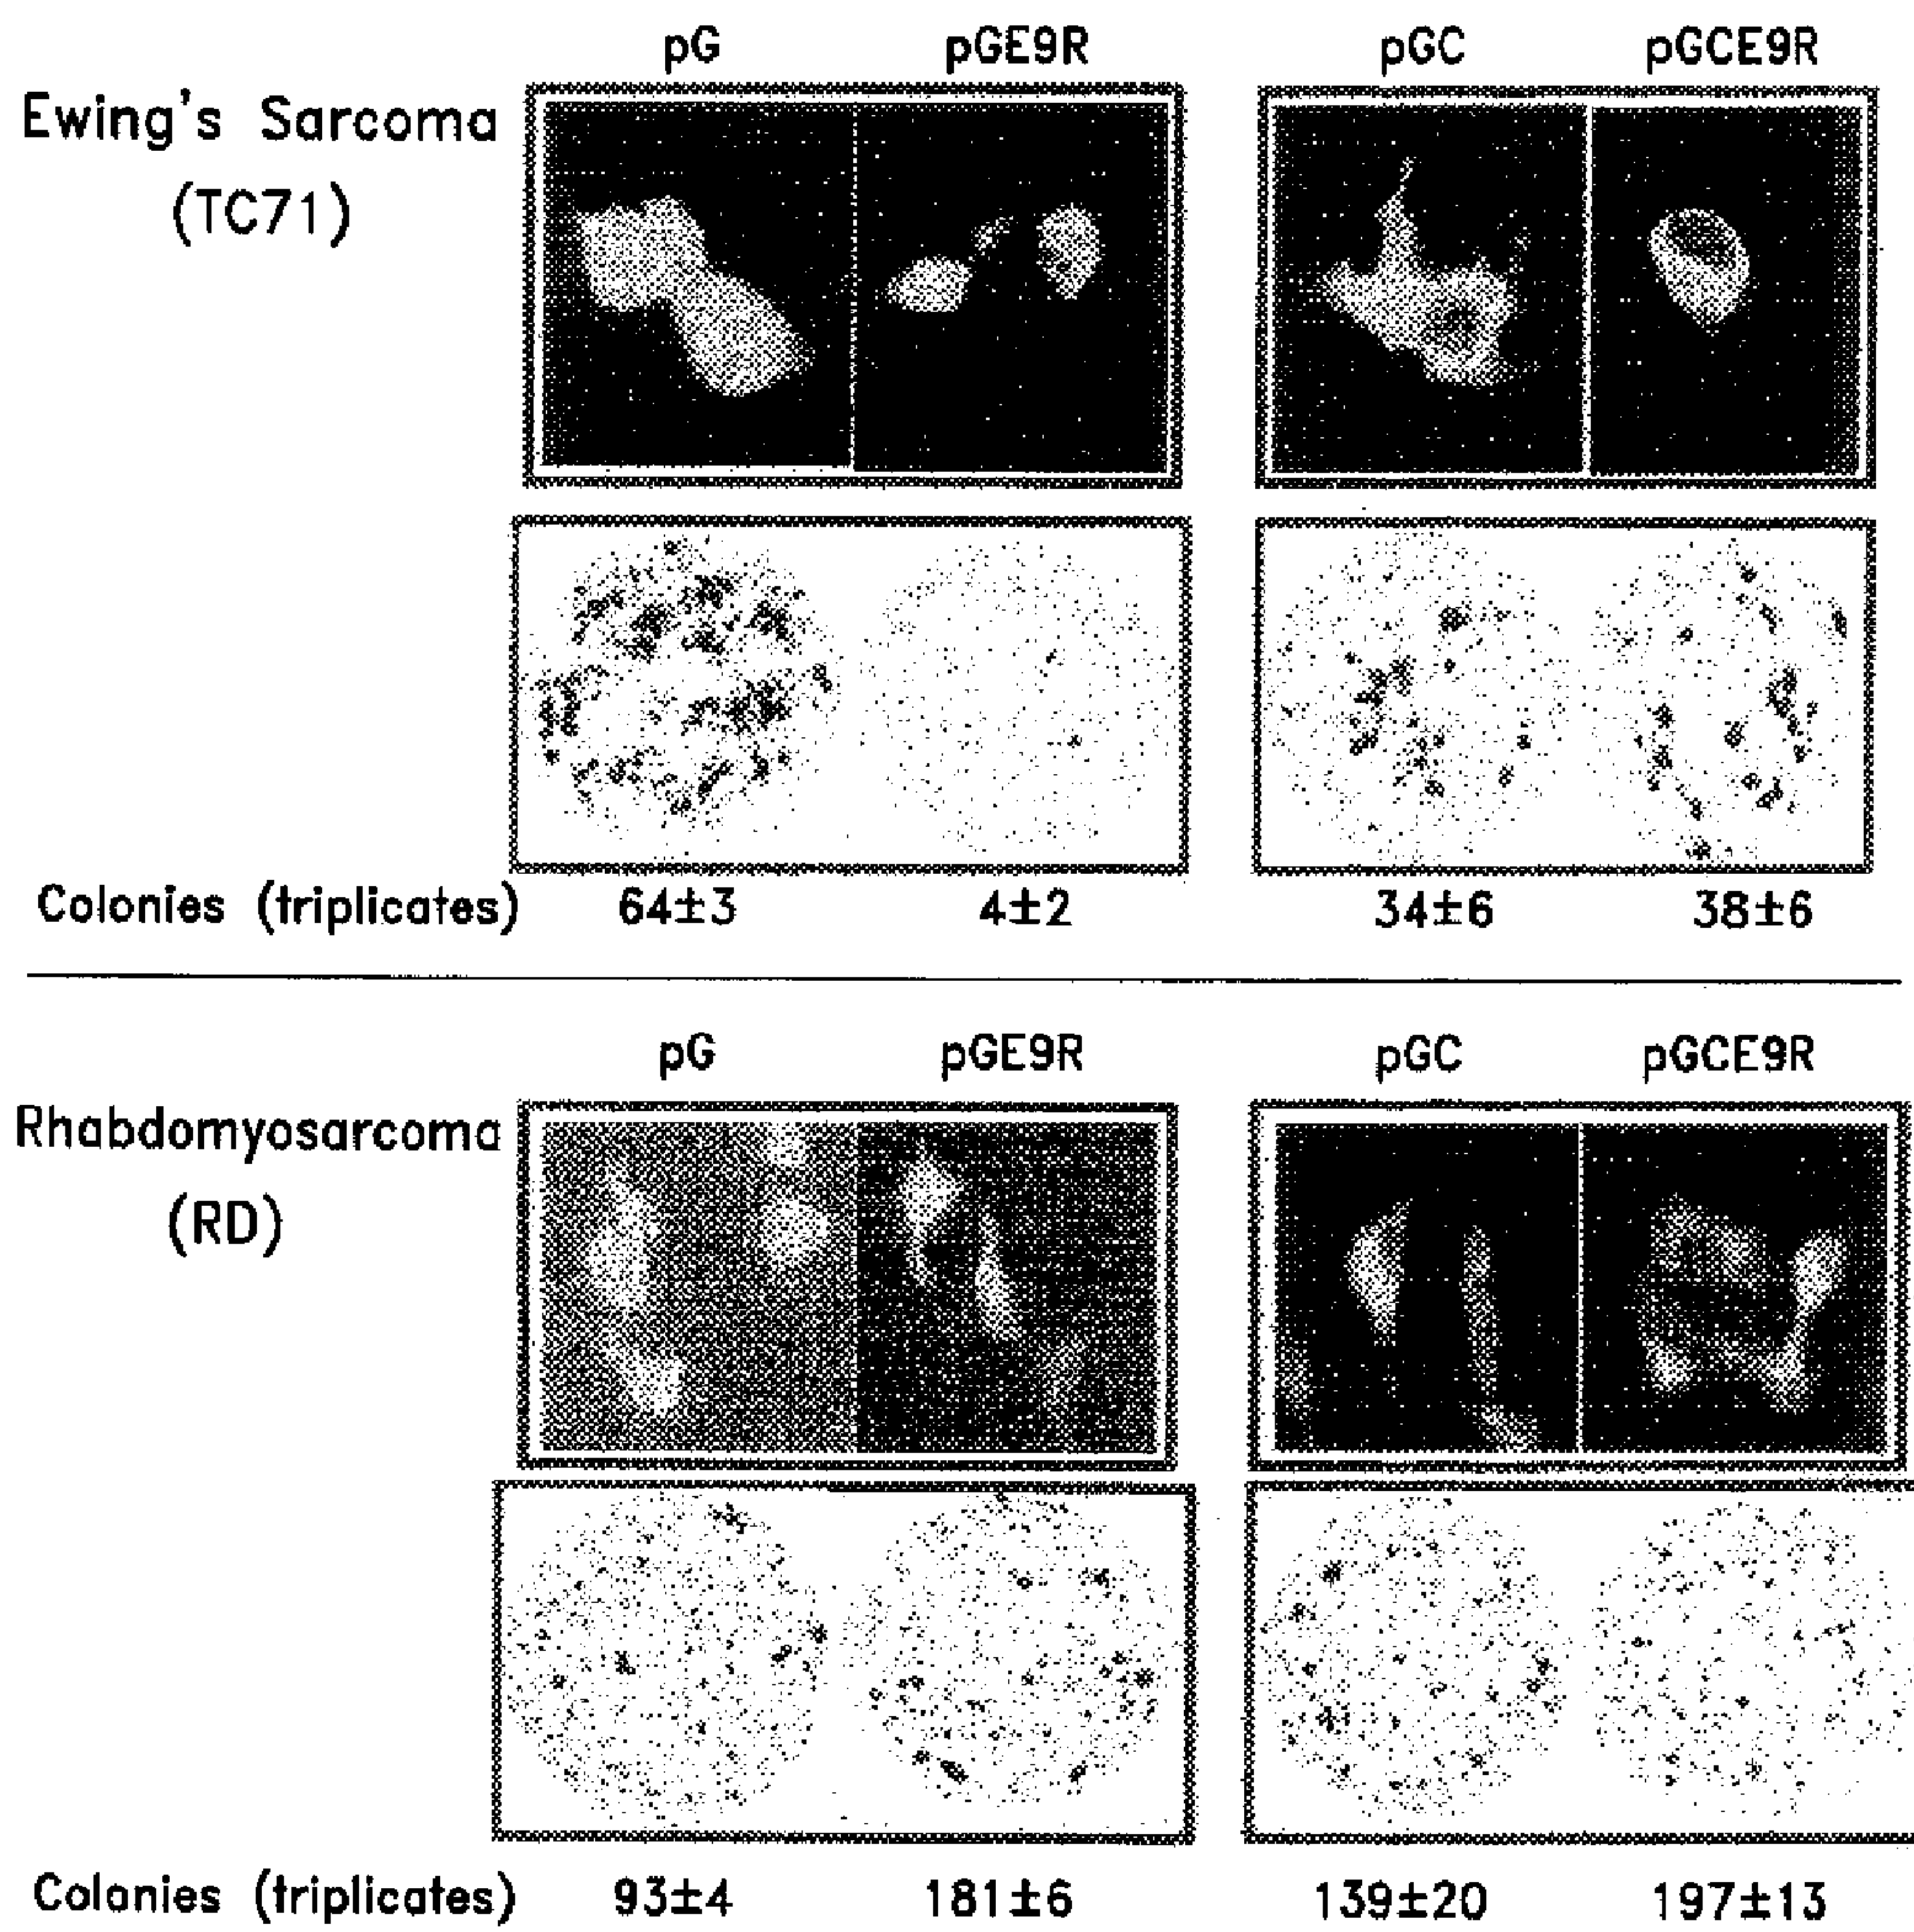 pG pGE9R pGC pGCE9R
Ewing's Sarcoma
(TC71)
Colonies (triplicates) 64±3 4±2 34±6 38±6
pG pGE9R pGC pGCE9R
Rhabdomyosarcoma
(RD)
Colonies (triplicates) 93±4 181±6 139±20 197±13